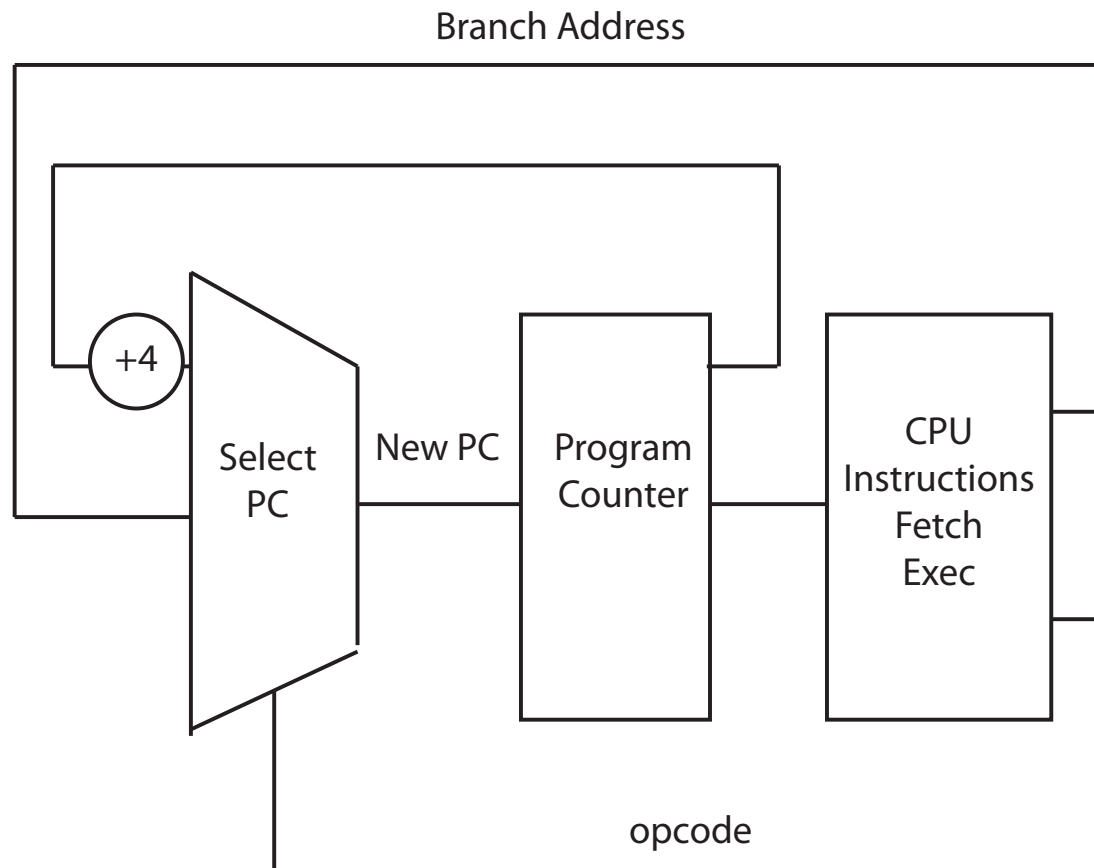 Branch Address
+4
Select
PC
New PC
Program
Counter
CPU
Instructions
Fetch
Exec
opcode